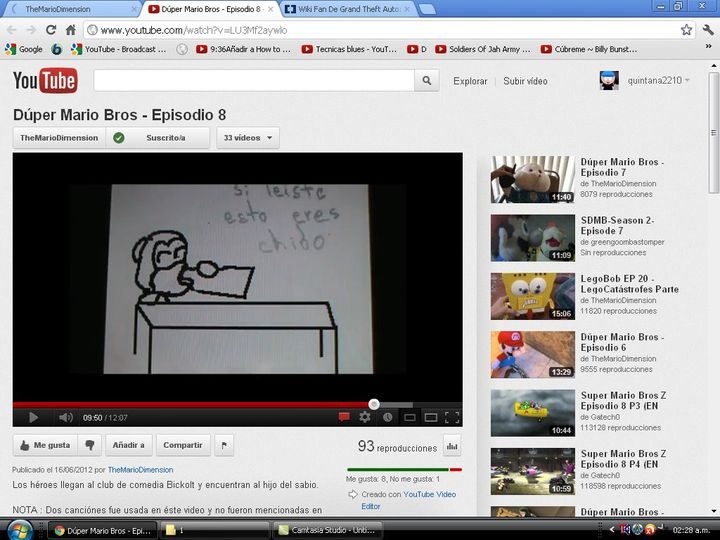 TheMarioDimension
Dúper Mario Bros - Episodio 8 -
Wiki Fan De Grand Theft Auto:
www.youtube.com/watch?v=LU3Mf2aywlo
Google
YouTube - Broadcast ...
9:36Añadir a How to ...
Tecnicas blues - YouT...
D
Soldiers Of Jah Army ...
Cúbreme ~ Billy Bunst...
YouTube
Explorar
Subir vídeo
quintana2210
Dúper Mario Bros - Episodio 8
TheMarioDimension
Suscrito/a
33 vídeos
si leiste
esto eres
chido
09:50 / 12:07
Me gusta
Añadir a
Compartir
93 reproducciones
Publicado el 16/06/2012 por TheMarioDimension
Me gusta: 8, No me gusta: 1
Los héroes llegan al club de comedia Bickolt y encuentran al hijo del sabio.
Creado con YouTube Video
Editor
NOTA : Dos canciónes fue usada en éste video y no fueron mencionadas en
11:40
Dúper Mario Bros -
Episodio 7
de TheMarioDimension
8079 reproducciones
11:09
SDMB-Season 2-
Episode 7
de greengoombastomper
Sin reproducciones
15:06
LegoBob EP 20 -
LegoCatástrofes Parte
de TheMarioDimension
11820 reproducciones
13:29
Dúper Mario Bros -
Episodio 6
de TheMarioDimension
9555 reproducciones
10:44
Super Mario Bros Z
Episodio 8 P3 (EN
de Gatech0
113128 reproducciones
10:59
Super Mario Bros Z
Episodio 8 P4 (EN
de Gatech0
118598 reproducciones
Dúper Mario Bros -
Dúper Mario Bros - Epi...
1
Camtasia Studio - Unti...
02:28 a.m.